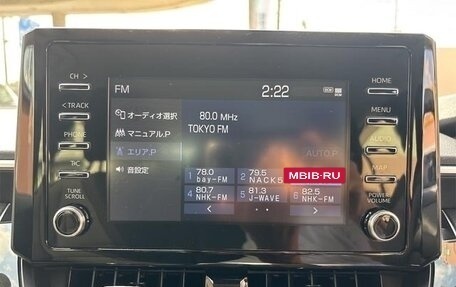 CH >
< TRACK
PHONE
TUNE
SCROLL
FM
2:22
オーディオ選択
マニュアル.P
エリア.P
音設定
80.0 MHz
TOKYO FM
AUTO.P
1 78.0
bay-FM
2 79.5
NACK5
MBIB-RU
4 80.7
NHK-FM
5 81.3
J-WAVE
6 82.5
NHK-FM
<
>
HOME
MENU
AUDIO
MAP
POWER
VOLUME